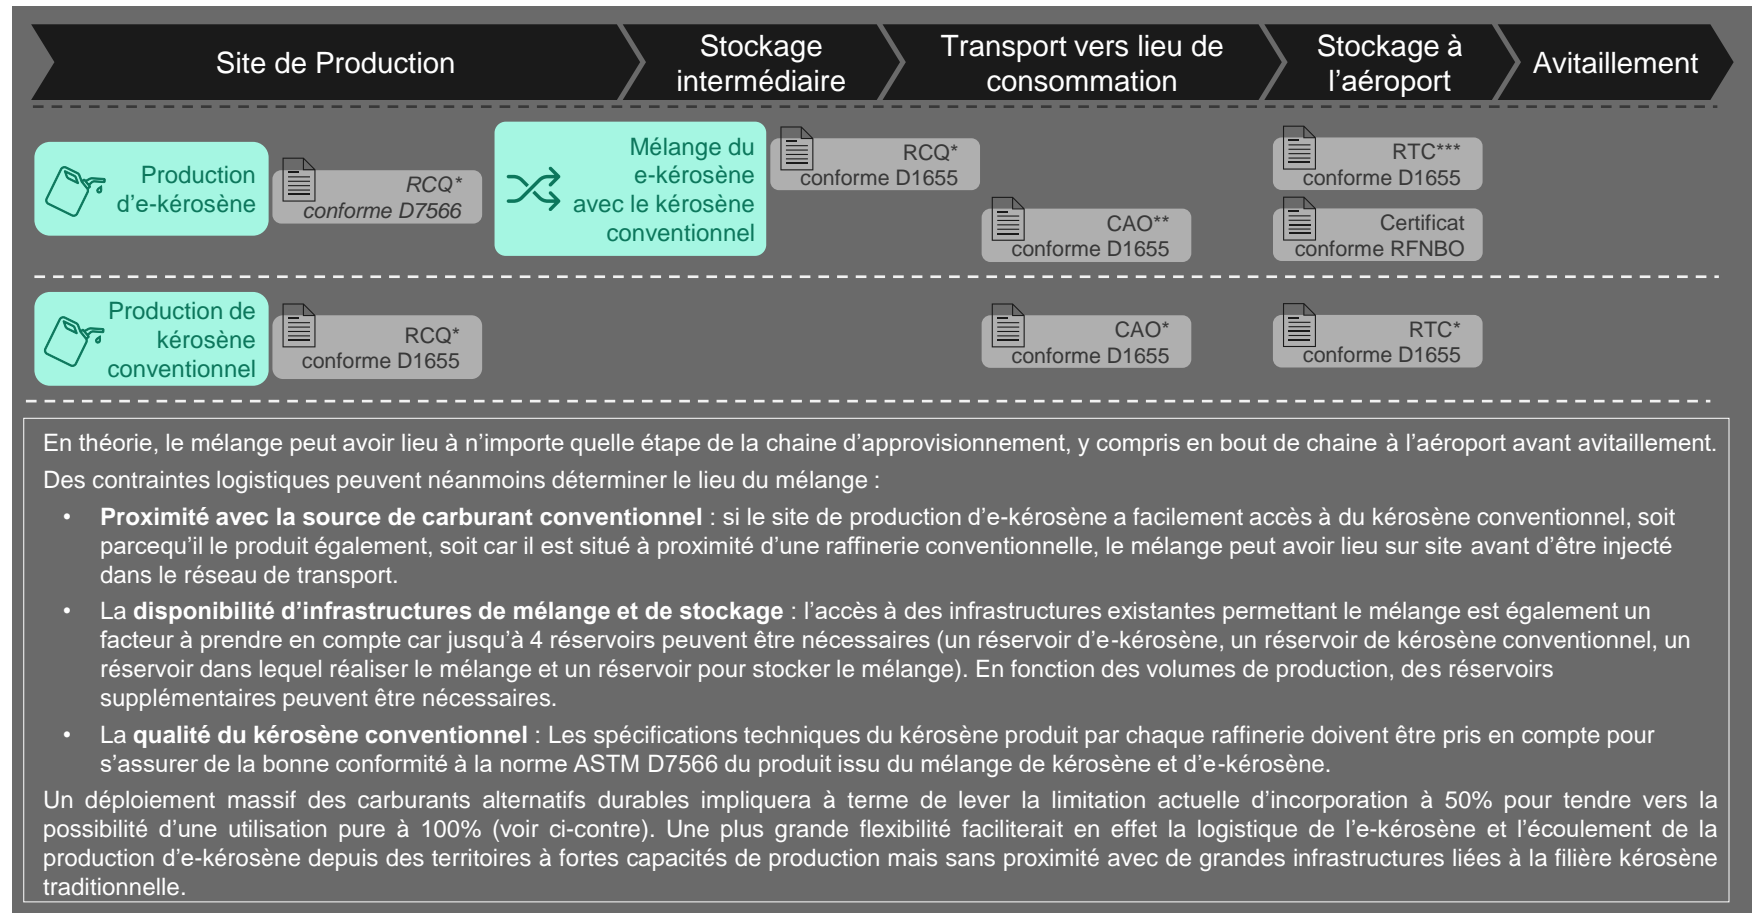 Site de Production
Stockage
intermédiaire
Transport vers lieu de
consommation
Stockage à
l’aéroport
Avitaillement
Production
d’e-kérosène
RCQ*
conforme D7566
Mélange du
e-kérosène
avec le kérosène
conventionnel
RCQ*
conforme D1655
CAO**
conforme D1655
RTC***
conforme D1655
Certificat
conforme RFNBO
Production de
kérosène
conventionnel
RCQ*
conforme D1655
CAO*
conforme D1655
RTC*
conforme D1655
En théorie, le mélange peut avoir lieu à n’importe quelle étape de la chaine d’approvisionnement, y compris en bout de chaine à l’aéroport avant avitaillement.
Des contraintes logistiques peuvent néanmoins déterminer le lieu du mélange :
• Proximité avec la source de carburant conventionnel : si le site de production d’e-kérosène a facilement accès à du kérosène conventionnel, soit
parcequ’il le produit également, soit car il est situé à proximité d’une raffinerie conventionnelle, le mélange peut avoir lieu sur site avant d’être injecté
dans le réseau de transport.
• La disponibilité d’infrastructures de mélange et de stockage : l’accès à des infrastructures existantes permettant le mélange est également un
facteur à prendre en compte car jusqu’à 4 réservoirs peuvent être nécessaires (un réservoir d’e-kérosène, un réservoir de kérosène conventionnel, un
réservoir dans lequel réaliser le mélange et un réservoir pour stocker le mélange). En fonction des volumes de production, des réservoirs
supplémentaires peuvent être nécessaires.
• La qualité du kérosène conventionnel : Les spécifications techniques du kérosène produit par chaque raffinerie doivent être pris en compte pour
s’assurer de la bonne conformité à la norme ASTM D7566 du produit issu du mélange de kérosène et d’e-kérosène.
Un déploiement massif des carburants alternatifs durables impliquera à terme de lever la limitation actuelle d’incorporation à 50% pour tendre vers la
possibilité d’une utilisation pure à 100% (voir ci-contre). Une plus grande flexibilité faciliterait en effet la logistique de l’e-kérosène et l’écoulement de la
production d’e-kérosène depuis des territoires à fortes capacités de production mais sans proximité avec de grandes infrastructures liées à la filière kérosène
traditionnelle.